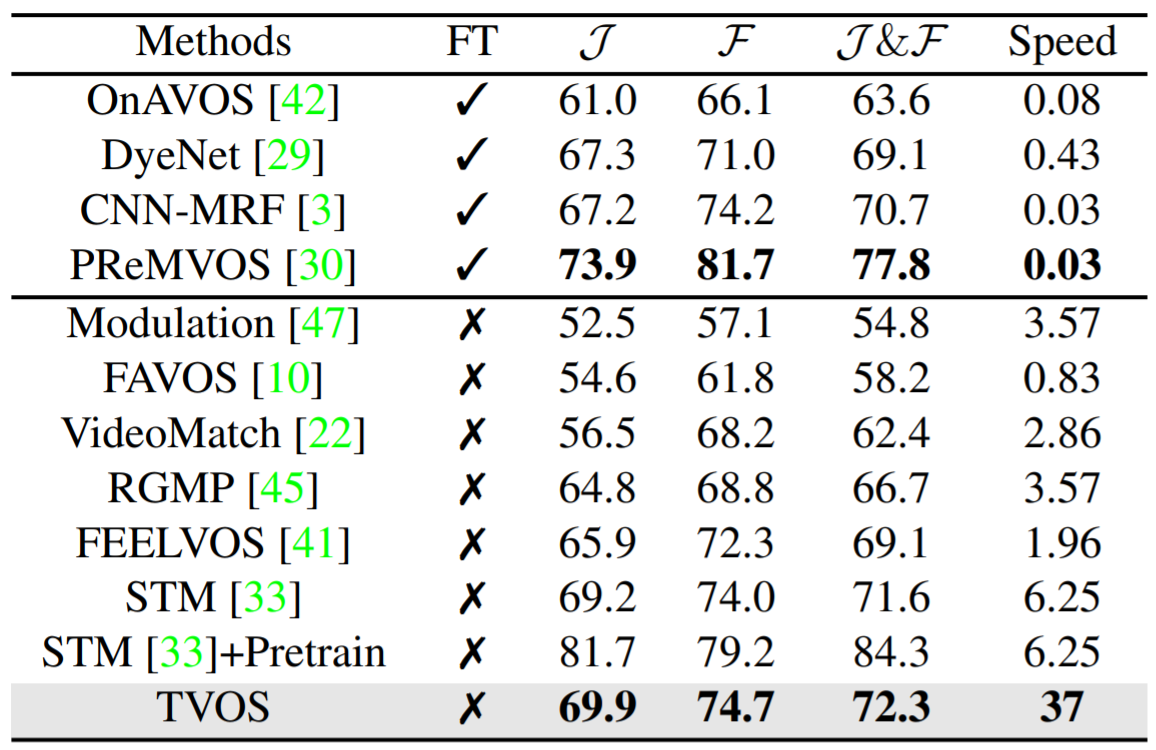 Methods FT J F J&F Speed
OnAVOS [42] ✓ 61.0 66.1 63.6 0.08
DyeNet [29] ✓ 67.3 71.0 69.1 0.43
CNN-MRF [3] ✓ 67.2 74.2 70.7 0.03
PReMVOS [30] ✓ 73.9 81.7 77.8 0.03
Modulation [47] ✗ 52.5 57.1 54.8 3.57
FAVOS [10] ✗ 54.6 61.8 58.2 0.83
VideoMatch [22] ✗ 56.5 68.2 62.4 2.86
RGMP [45] ✗ 64.8 68.8 66.7 3.57
FEELVOS [41] ✗ 65.9 72.3 69.1 1.96
STM [33] ✗ 69.2 74.0 71.6 6.25
STM [33]+Pretrain ✗ 81.7 79.2 84.3 6.25
TVOS ✗ 69.9 74.7 72.3 37